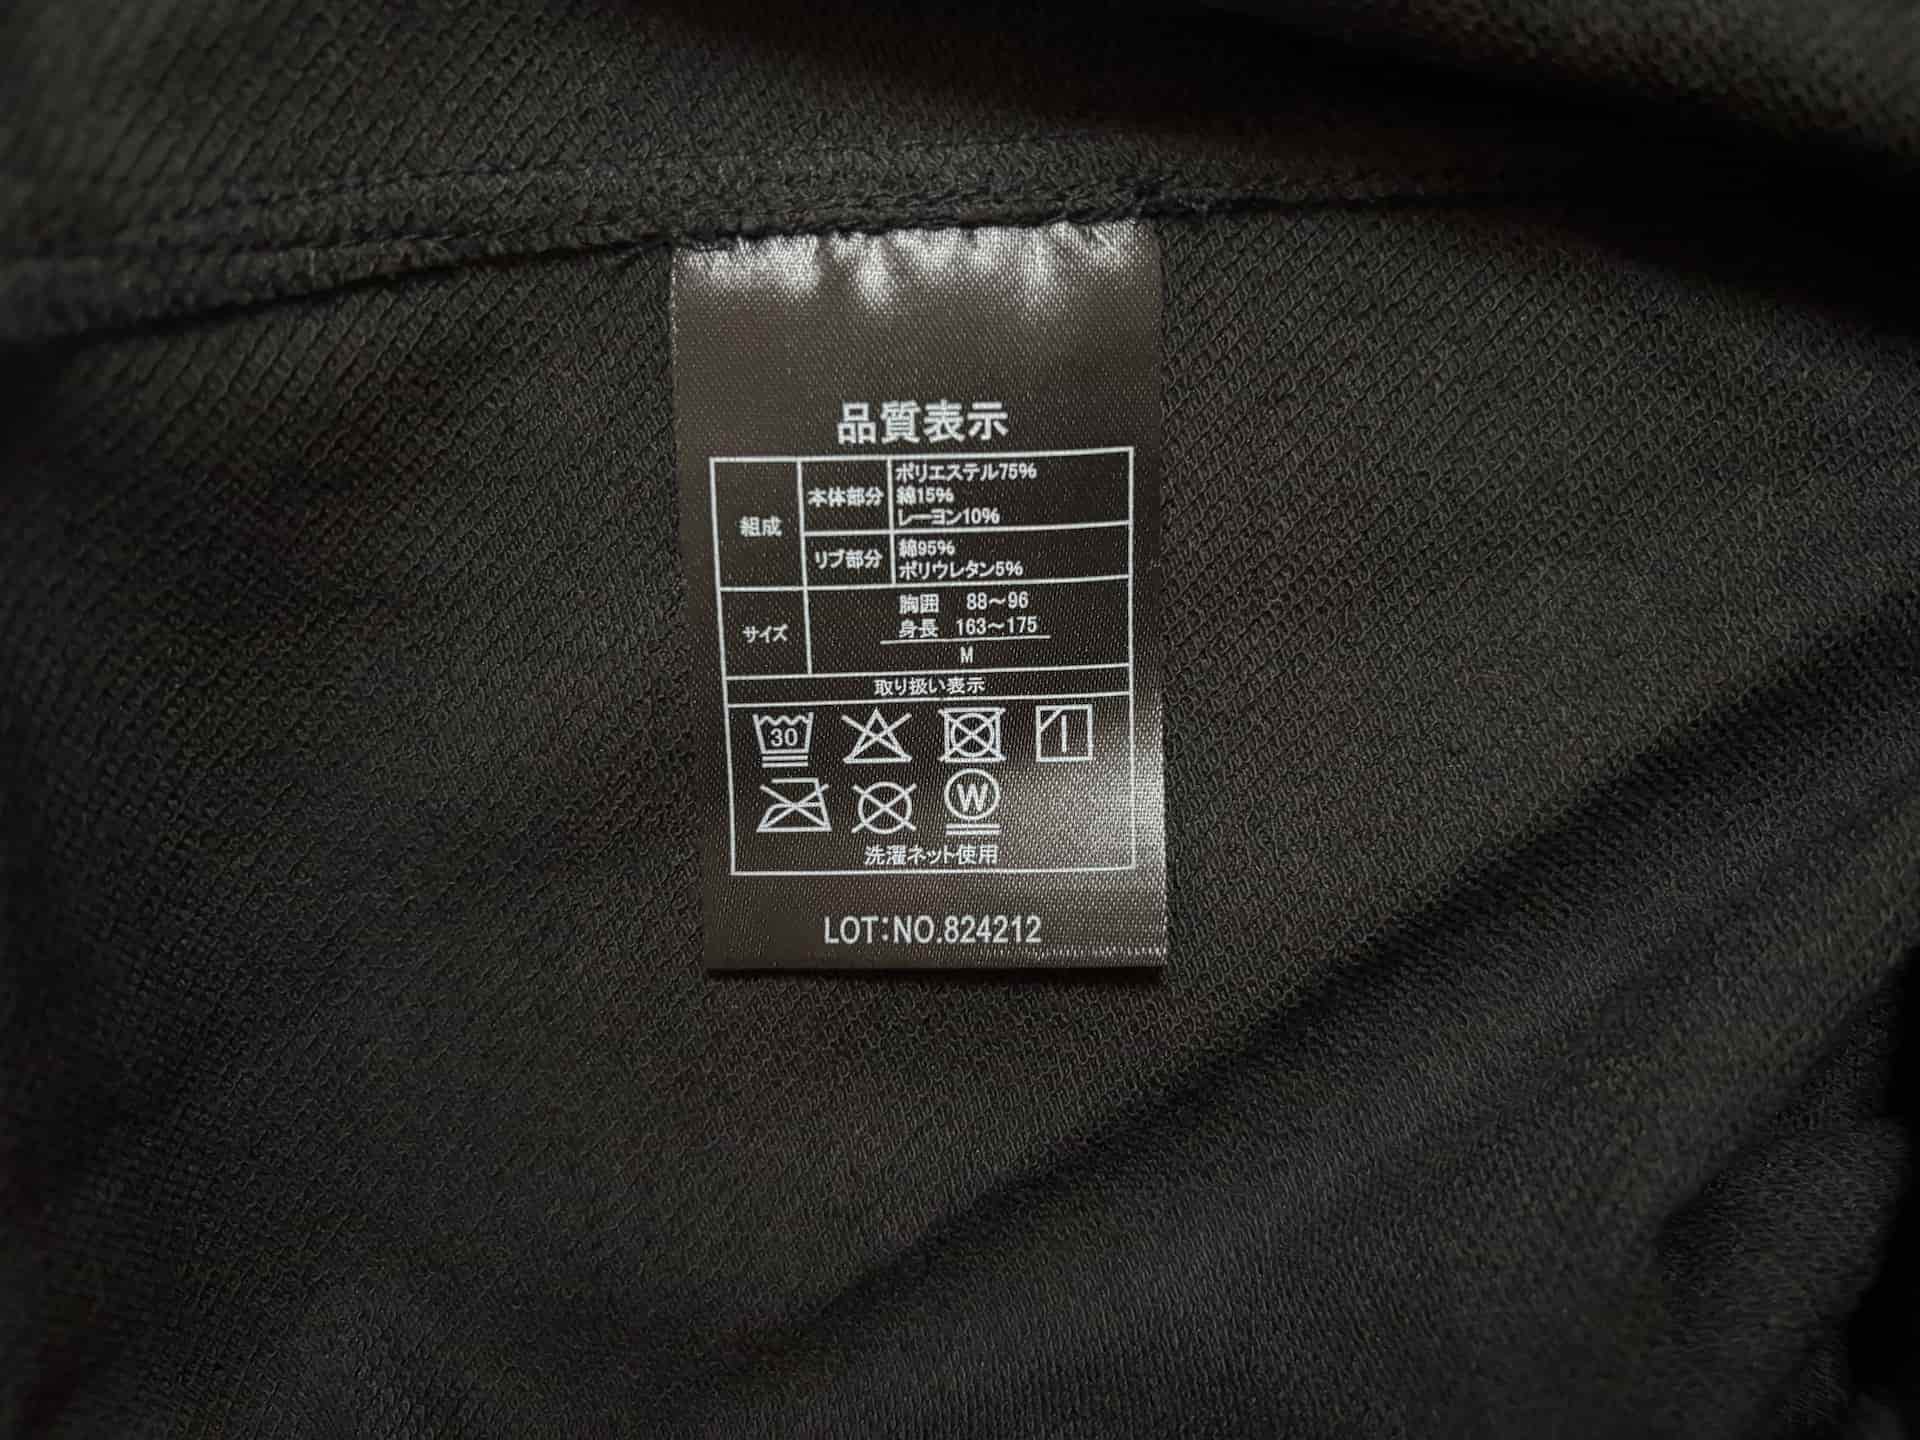 品質表示
組成
本体部分
ポリエステル75%
綿15%
レーヨン10%
リブ部分
綿95%
ポリウレタン5%
サイズ
胸囲 88～96
身長 163～175
M
取り扱い表示
30
W
洗濯ネット使用
LOT:NO.824212